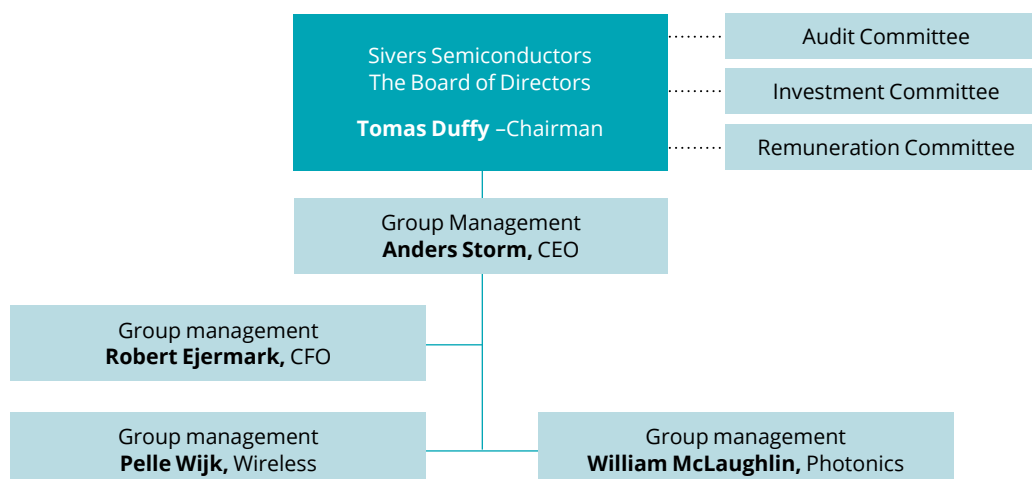 Sivers Semiconductors
The Board of Directors
Tomas Duffy –Chairman
Audit Committee
Investment Committee
Remuneration Committee
Group Management
Anders Storm, CEO
Group management
Robert Ejermark, CFO
Group management
Pelle Wijk, Wireless
Group management
William McLaughlin, Photonics